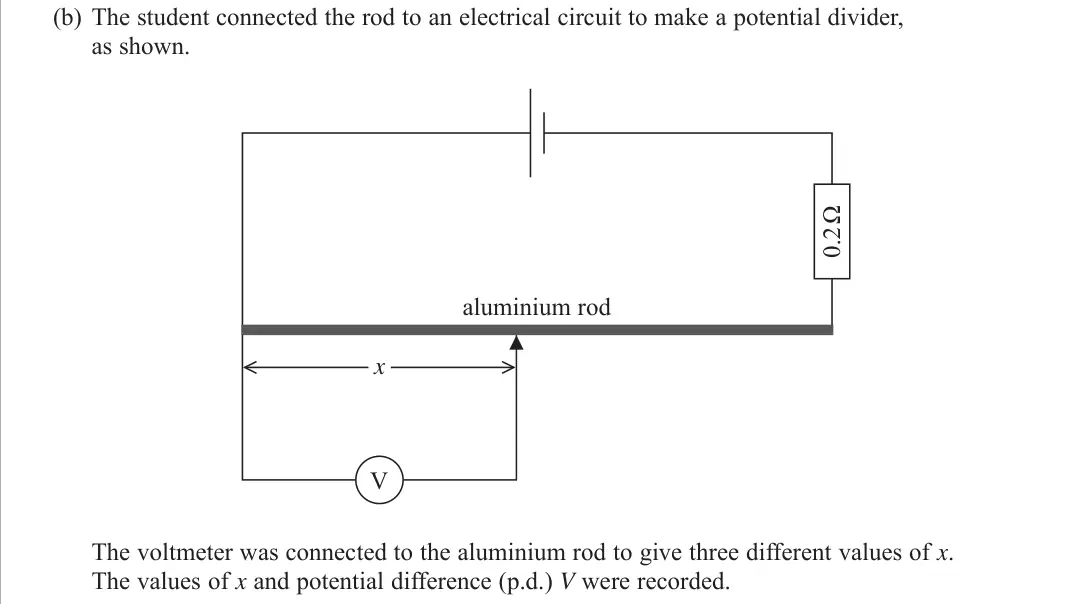 (b) The student connected the rod to an electrical circuit to make a potential divider,
as shown.
0.2 Ω
aluminium rod
x
V
The voltmeter was connected to the aluminium rod to give three different values of x.
The values of x and potential difference (p.d.) V were recorded.